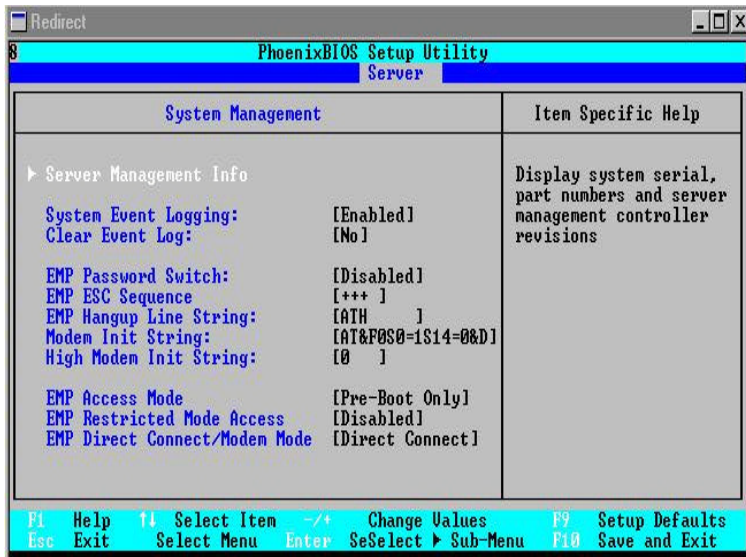 Redirect
8 PhoenixBIOS Setup Utility
Server
System Management
Item Specific Help
▶ Server Management Info
Display system serial,
part numbers and server
management controller
revisions
System Event Logging: [Enabled]
Clear Event Log: [No]
EMP Password Switch: [Disabled]
EMP ESC Sequence [+++ ]
EMP Hangup Line String: [ATH ]
Modem Init String: [AT&F0S0=1S14=0&D]
High Modem Init String: [0 ]
EMP Access Mode [Pre-Boot Only]
EMP Restricted Mode Access [Disabled]
EMP Direct Connect/Modem Mode [Direct Connect]
F1 Help ↑↓ Select Item -/+ Change Values F9 Setup Defaults
Esc Exit Select Menu Enter SeSelect ▶ Sub-Menu F10 Save and Exit